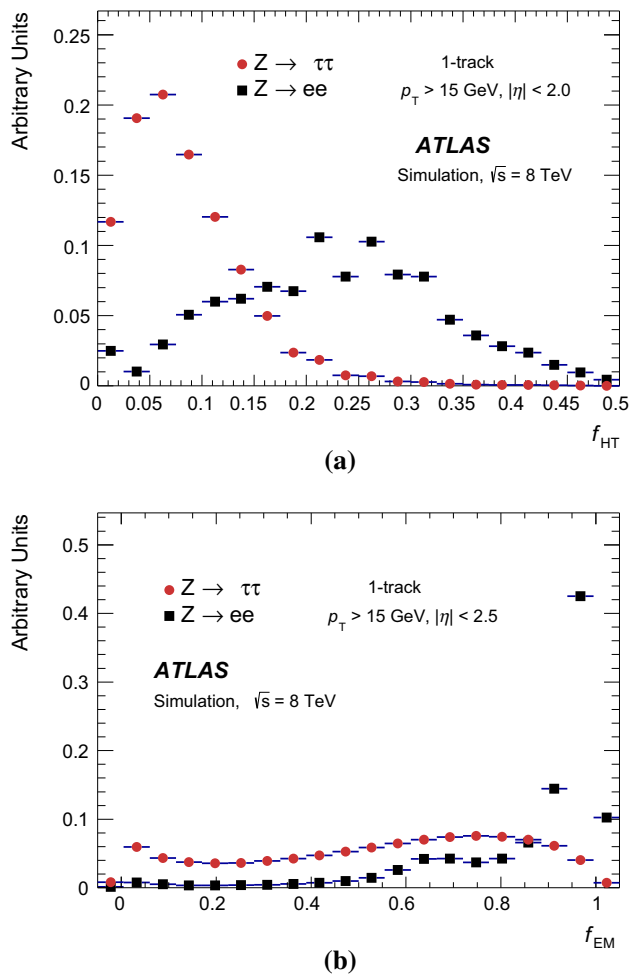 Arbitrary Units
0.25
0.2
0.15
0.1
0.05
0
Z → ττ
Z → ee
1-track
p_T > 15 GeV, |η| < 2.0
ATLAS
Simulation, √s = 8 TeV
0 0.05 0.1 0.15 0.2 0.25 0.3 0.35 0.4 0.45 0.5
f_HT
(a)
Arbitrary Units
0.5
0.4
0.3
0.2
0.1
0
Z → ττ
Z → ee
1-track
p_T > 15 GeV, |η| < 2.5
ATLAS
Simulation, √s = 8 TeV
0 0.2 0.4 0.6 0.8 1
f_EM
(b)